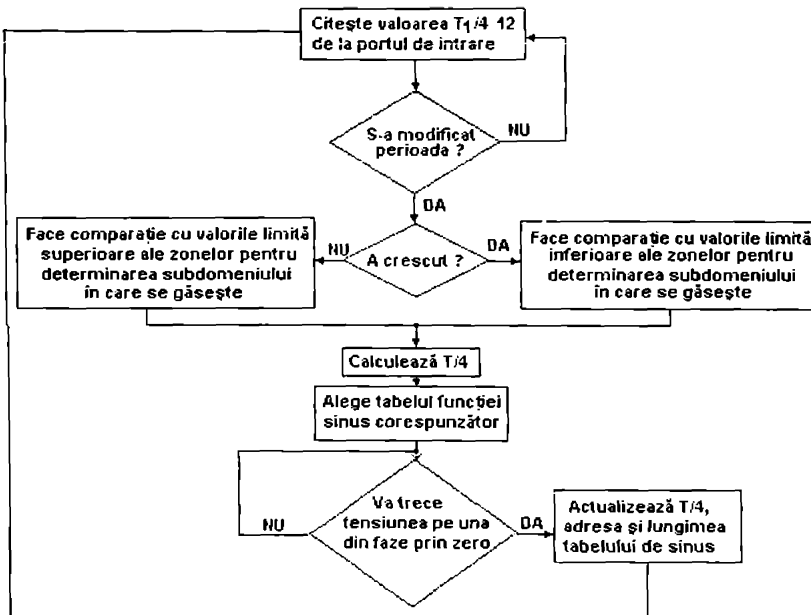 Citește valoarea T1/4 12
de la portul de intrare
S-a modificat
perioada ?
NU
DA
Face comparație cu valorile limită
superioare ale zonelor pentru
determinarea subdomeniului
în care se găsește
NU
A crescut ?
DA
Face comparație cu valorile limită
inferioare ale zonelor pentru
determinarea subdomeniului
în care se găsește
Calculează T/4
Alege tabelul funcției
sinus corespunzător
Va trece
tensiunea pe una
din faze prin zero
NU
DA
Actualizează T/4,
adresa și lungimea
tabelului de sinus